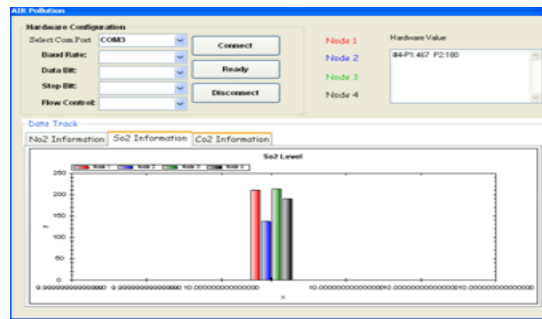 AIR Pollution
Hardware Configuration
Select Com Port COM3
Baud Rate:
Data Bit:
Stop Bit:
Flow Control:
Connect
Ready
Disconnect
Node 1
Node 2
Node 3
Node 4
Hardware Value
#4-P1:467 P2:180
Data Track
No2 Information So2 Information Co2 Information
So2 Level
Node 1 Node 2 Node 3 Node 4
250
200
150
100
50
0
y
x